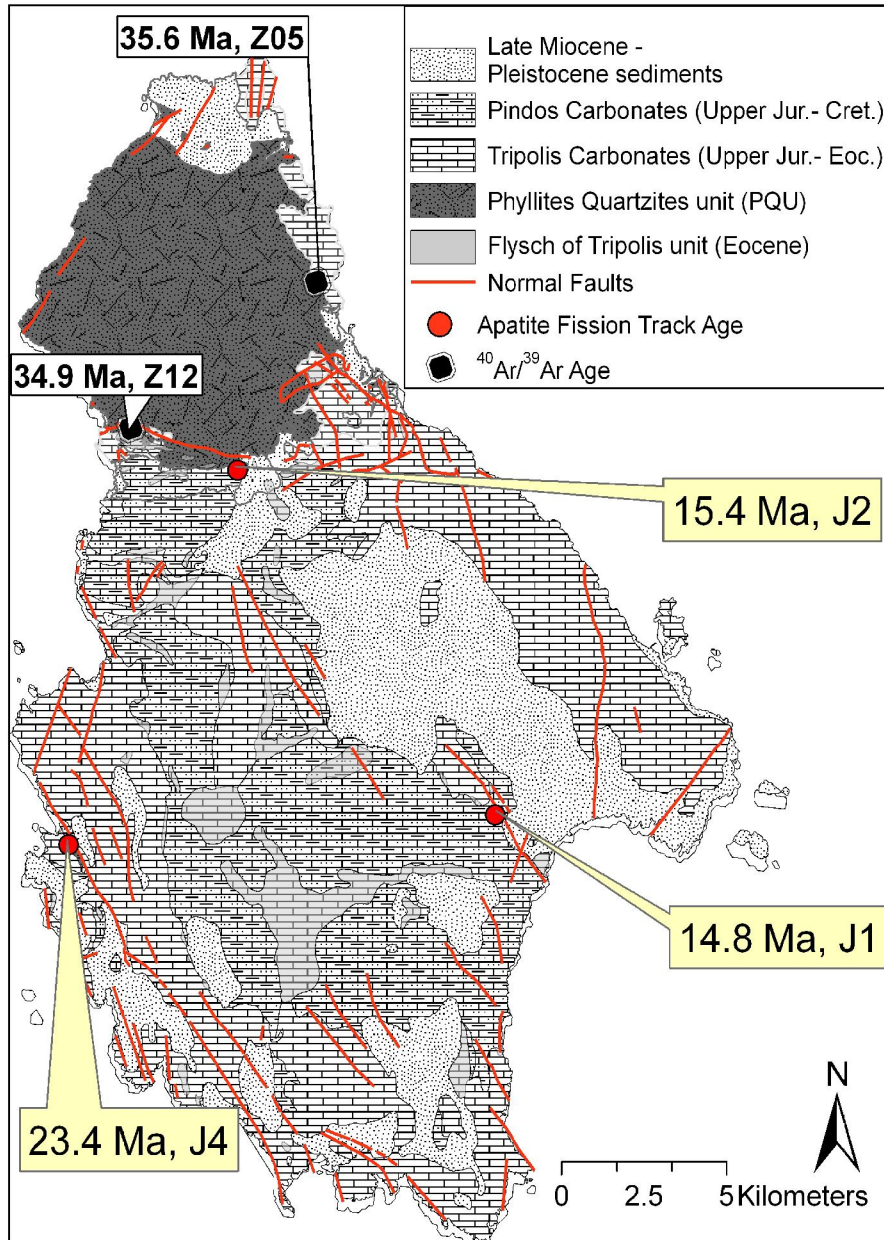 35.6 Ma, Z05
Late Miocene -
Pleistocene sediments
Pindos Carbonates (Upper Jur.- Cret.)
Tripolis Carbonates (Upper Jur.- Eoc.)
Phyllites Quartzites unit (PQU)
Flysch of Tripolis unit (Eocene)
Normal Faults
Apatite Fission Track Age
40Ar/39Ar Age
34.9 Ma, Z12
15.4 Ma, J2
14.8 Ma, J1
23.4 Ma, J4
N
0 2.5 5 Kilometers